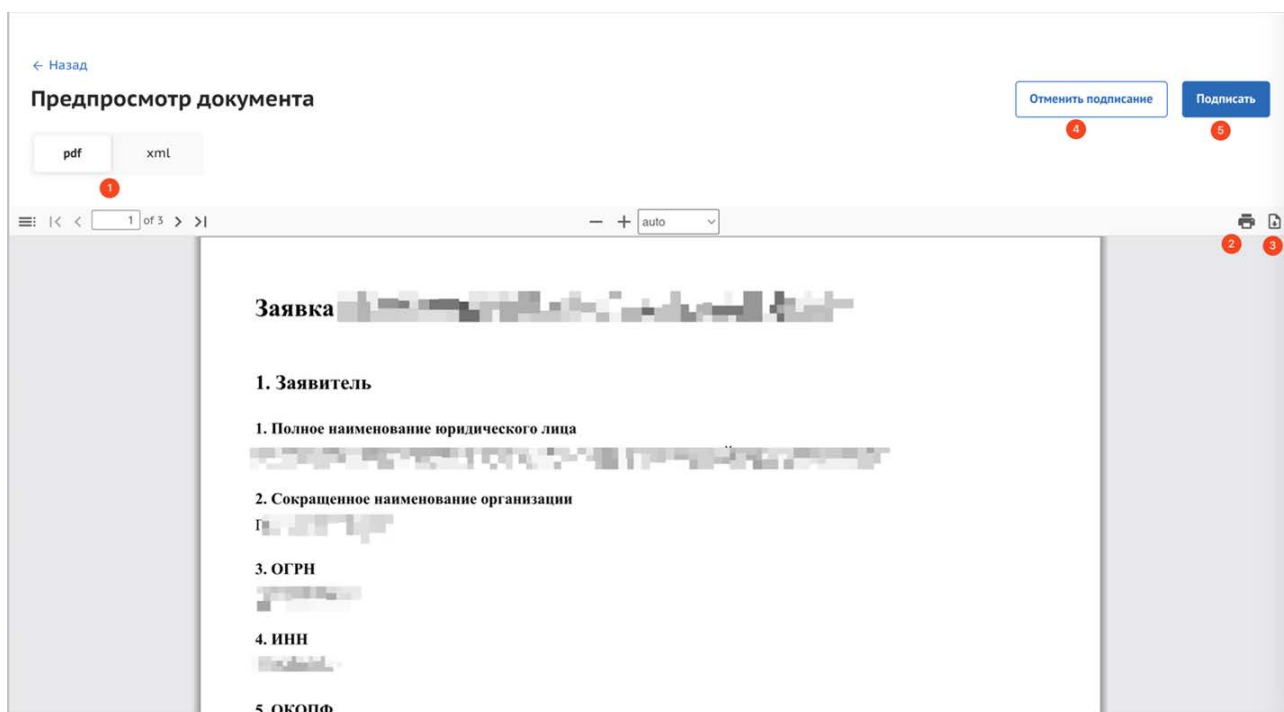 ← Назад
Предпросмотр документа
Отменить подписание
Подписать
4
5
pdf
xml
1
1 of 3
auto
2
3
Заявка
1. Заявитель
1. Полное наименование юридического лица
2. Сокращенное наименование организации
3. ОГРН
4. ИНН
5. ОКОПФ